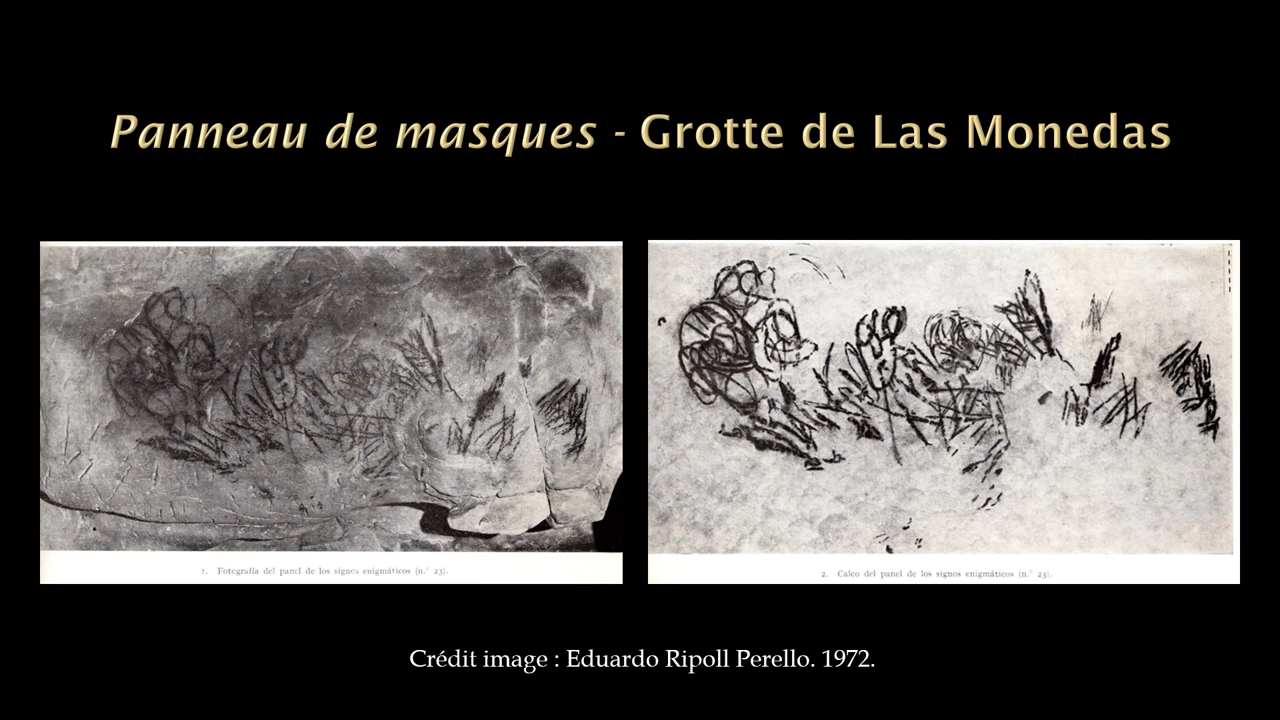 Panneau de masques - Grotte de Las Monedas
1. Fotografía del panel de los signos enigmáticos (n.° 23).
2. Calco del panel de los signos enigmáticos (n.° 23).
Crédit image : Eduardo Ripoll Perello. 1972.